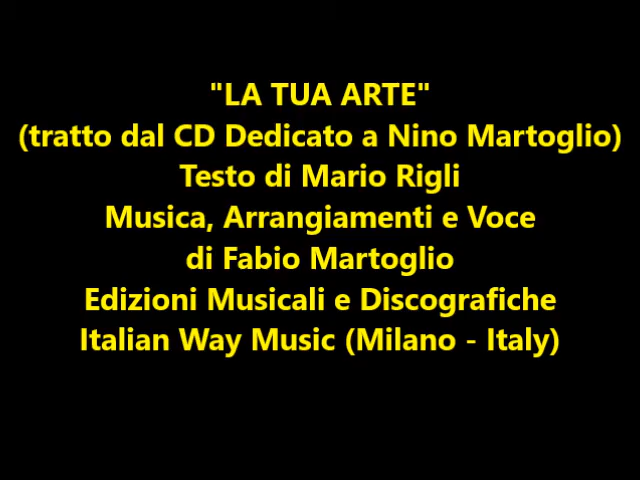 "LA TUA ARTE"
(tratto dal CD Dedicato a Nino Martoglio)
Testo di Mario Rigli
Musica, Arrangiamenti e Voce
di Fabio Martoglio
Edizioni Musicali e Discografiche
Italian Way Music (Milano - Italy)